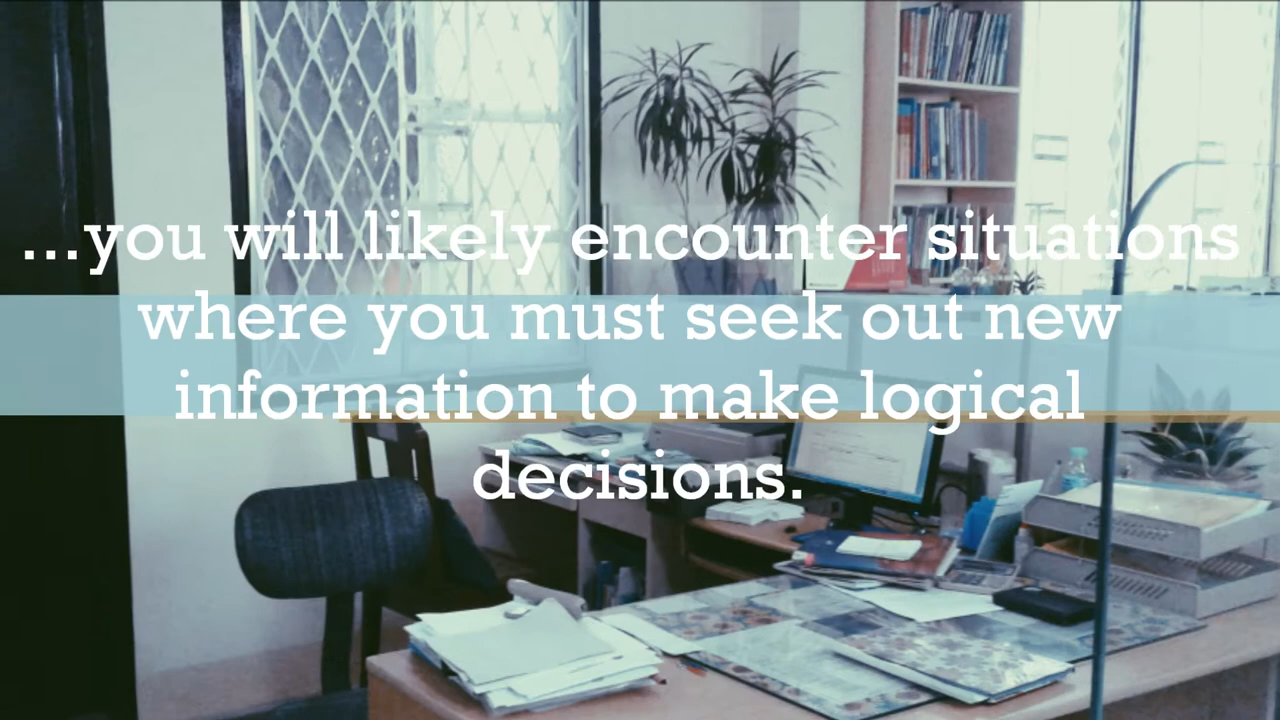 ...you will likely encounter situations
where you must seek out new
information to make logical
decisions.